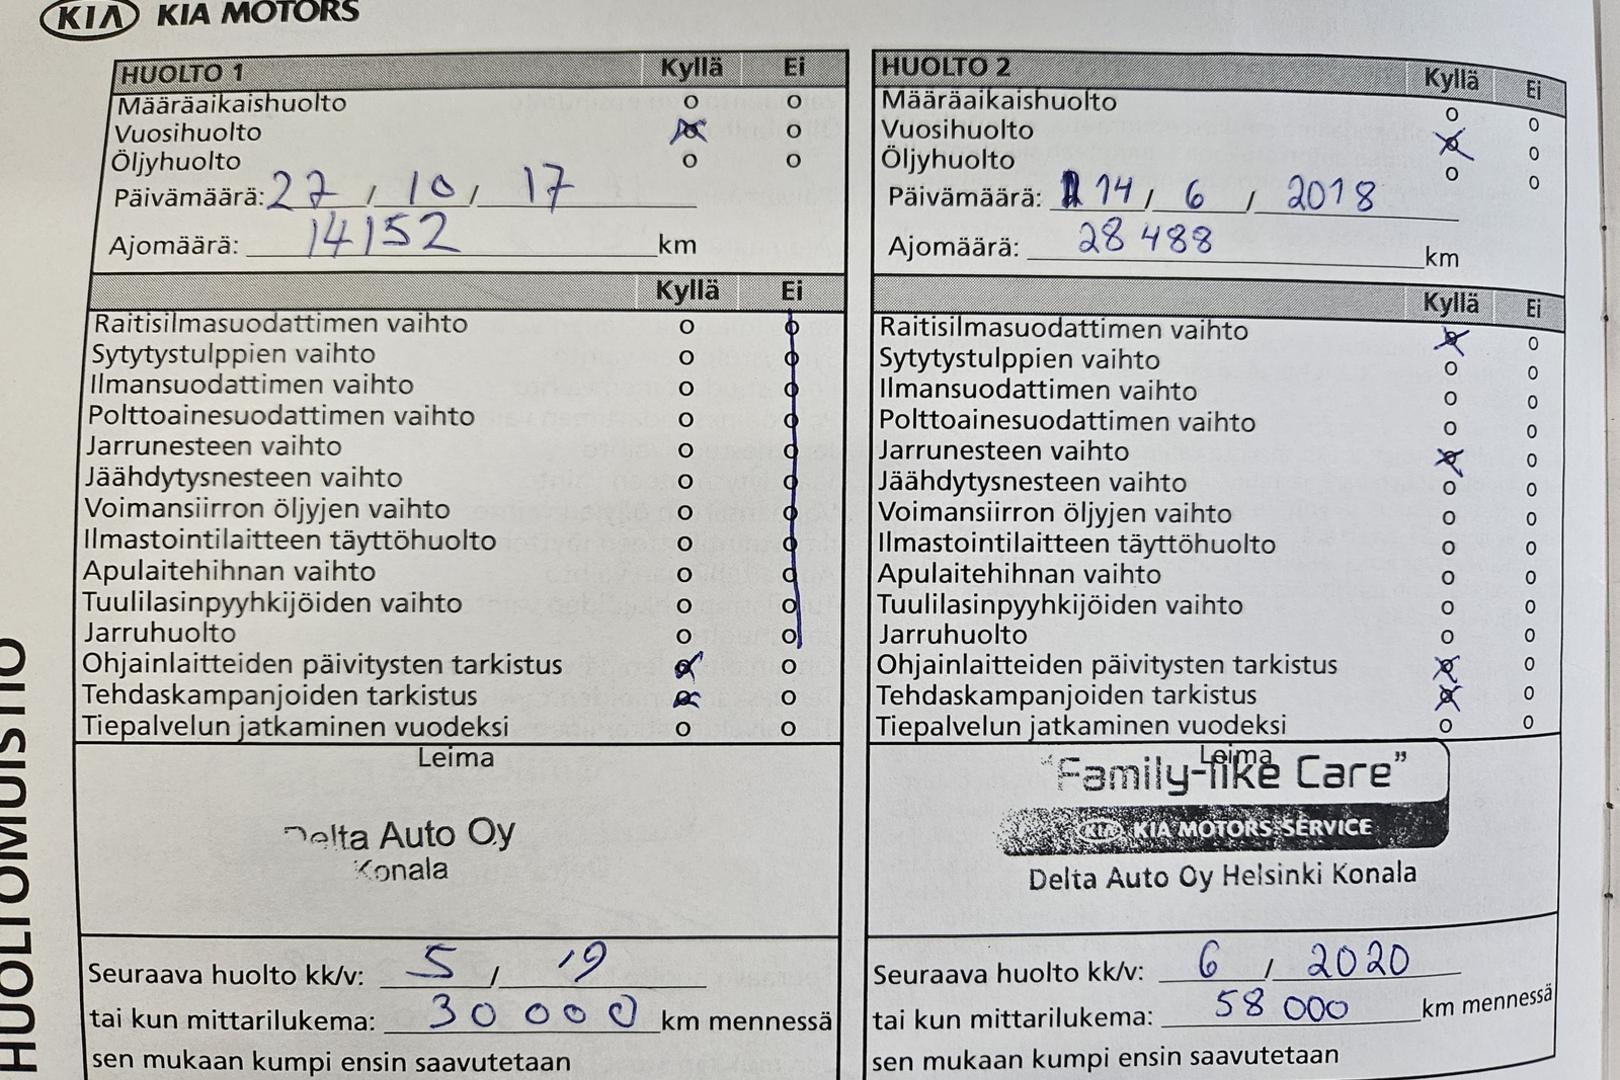 KIA KIA MOTORS
HUOLTOMUISTIO
HUOLTO 1 Kyllä Ei
Määräaikaishuolto
Vuosihuolto
Öljyhuolto
Päivämäärä: 27 / 10 / 17
Ajomäärä: 14152 km
Kyllä Ei
Raitisilmasuodattimen vaihto
Sytytystulppien vaihto
Ilmansuodattimen vaihto
Polttoainesuodattimen vaihto
Jarrunesteen vaihto
Jäähdytysnesteen vaihto
Voimansiirron öljyjen vaihto
Ilmastointilaitteen täyttöhuolto
Apulaitehihnan vaihto
Tuulilasinpyyhkijöiden vaihto
Jarruhuolto
Ohjainlaitteiden päivitysten tarkistus
Tehdaskampanjoiden tarkistus
Tiepalvelun jatkaminen vuodeksi
Leima
Delta Auto Oy
Konala
Seuraava huolto kk/v: 5 / 19
tai kun mittarilukema: 30 000 km mennessä
sen mukaan kumpi ensin saavutetaan
HUOLTO 2 Kyllä Ei
Määräaikaishuolto
Vuosihuolto
Öljyhuolto
Päivämäärä: 14 / 6 / 2018
Ajomäärä: 28 488 km
Kyllä Ei
Raitisilmasuodattimen vaihto
Sytytystulppien vaihto
Ilmansuodattimen vaihto
Polttoainesuodattimen vaihto
Jarrunesteen vaihto
Jäähdytysnesteen vaihto
Voimansiirron öljyjen vaihto
Ilmastointilaitteen täyttöhuolto
Apulaitehihnan vaihto
Tuulilasinpyyhkijöiden vaihto
Jarruhuolto
Ohjainlaitteiden päivitysten tarkistus
Tehdaskampanjoiden tarkistus
Tiepalvelun jatkaminen vuodeksi
Leima
"Family-like Care"
KIA KIA MOTORS SERVICE
Delta Auto Oy Helsinki Konala
Seuraava huolto kk/v: 6 / 2020
tai kun mittarilukema: 58 000 km mennessä
sen mukaan kumpi ensin saavutetaan